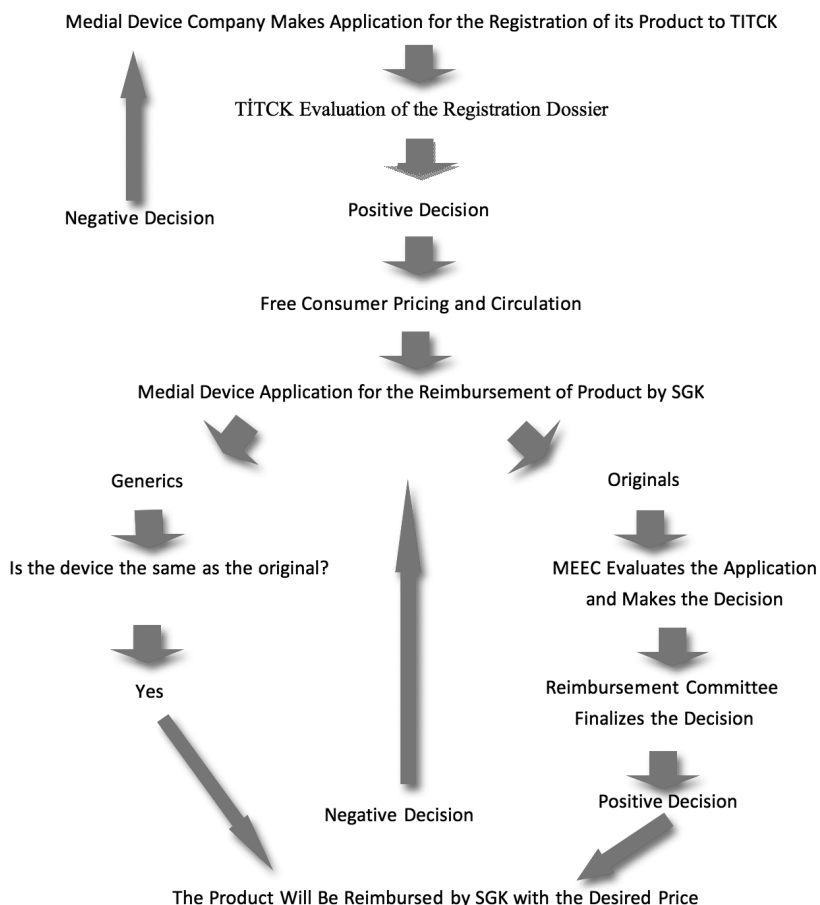 Medial Device Company Makes Application for the Registration of its Product to TITCK
TİTCK Evaluation of the Registration Dossier
Negative Decision
Positive Decision
Free Consumer Pricing and Circulation
Medial Device Application for the Reimbursement of Product by SGK
Generics
Originals
Is the device the same as the original?
MEEC Evaluates the Application
and Makes the Decision
Yes
Reimbursement Committee
Finalizes the Decision
Negative Decision
Positive Decision
The Product Will Be Reimbursed by SGK with the Desired Price